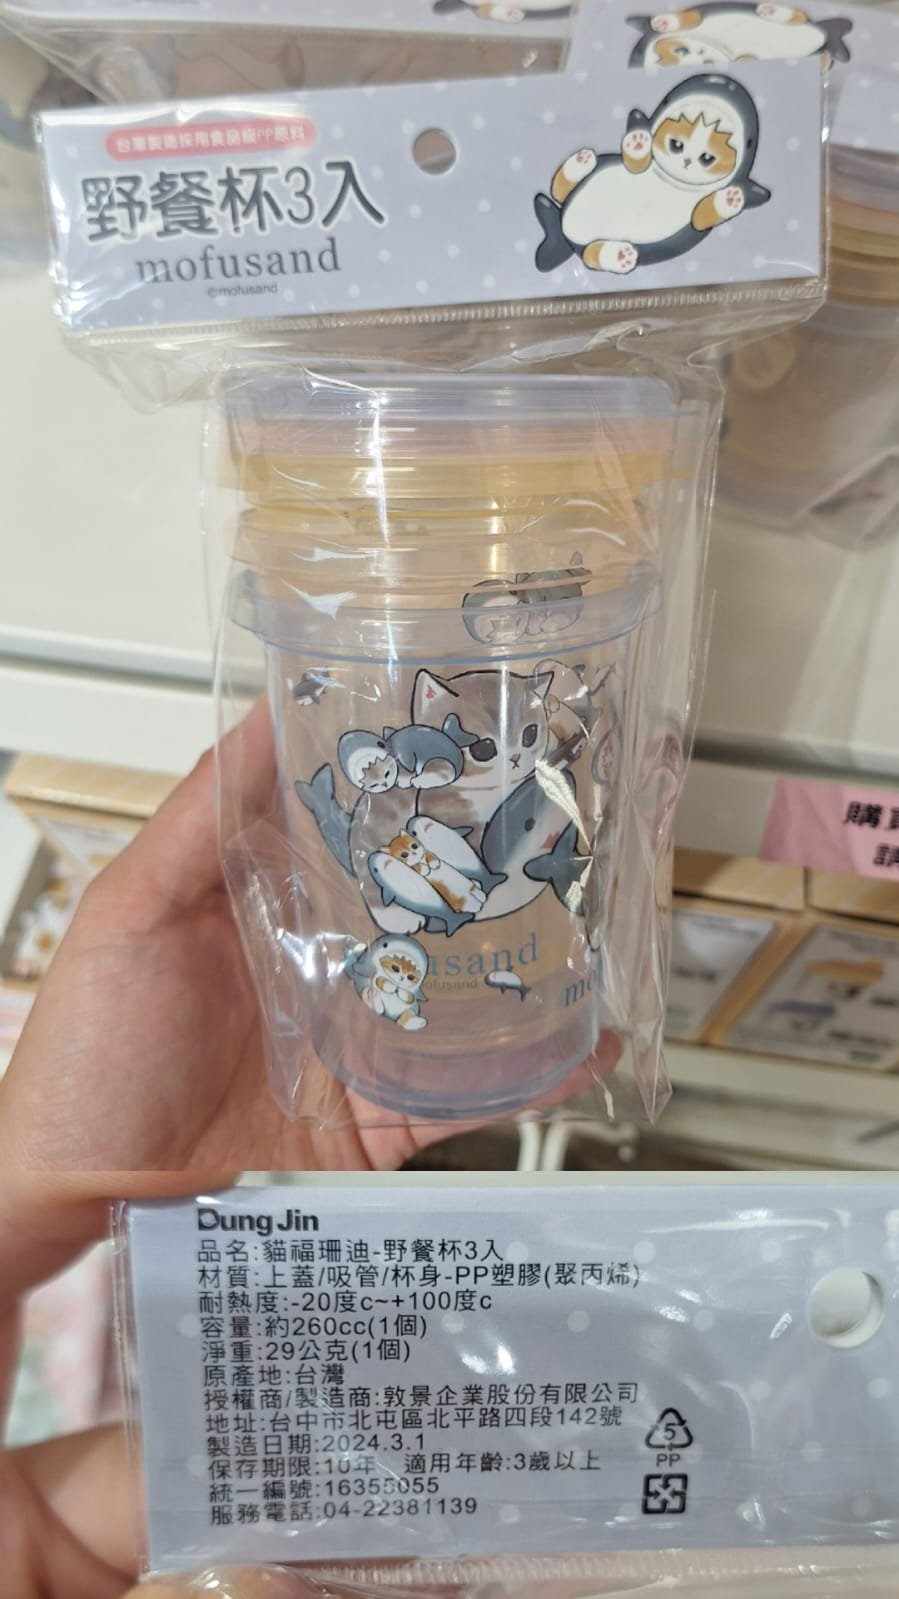 台灣製造採用食品級PP原料
野餐杯3入
mofusand
©mofusand
購
mofusand
mofusand
Dung Jin
品名:貓福珊迪-野餐杯3入
材質:上蓋/吸管/杯身-PP塑膠(聚丙烯)
耐熱度:-20度c~+100度c
容量:約260cc(1個)
淨重:29公克(1個)
原產地:台灣
授權商/製造商:敦景企業股份有限公司
地址:台中市北屯區北平路四段142號
製造日期:2024.3.1
保存期限:10年 適用年齡:3歲以上
統一編號:16355055
服務電話:04-22381139
5
PP